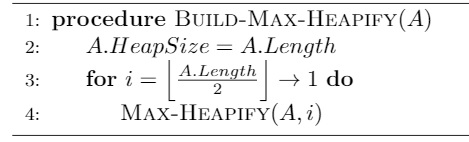 1: procedure BUILD-MAX-HEAPIFY(A)
2: A.HeapSize = A.Length
3: for i = ⌊A.Length/2⌋ → 1 do
4: MAX-HEAPIFY(A, i)